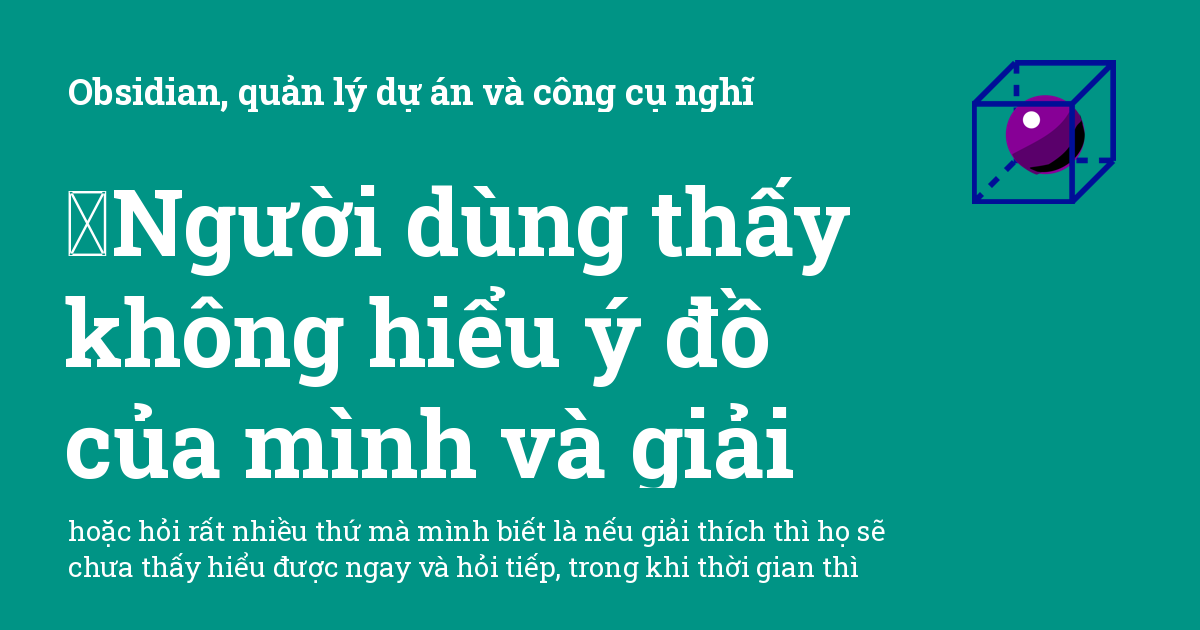 Obsidian, quản lý dự án và công cụ nghĩ
Người dùng thấy
không hiểu ý đồ
của mình và giải
hoặc hỏi rất nhiều thứ mà mình biết là nếu giải thích thì họ sẽ
chưa thấy hiểu được ngay và hỏi tiếp, trong khi thời gian thì